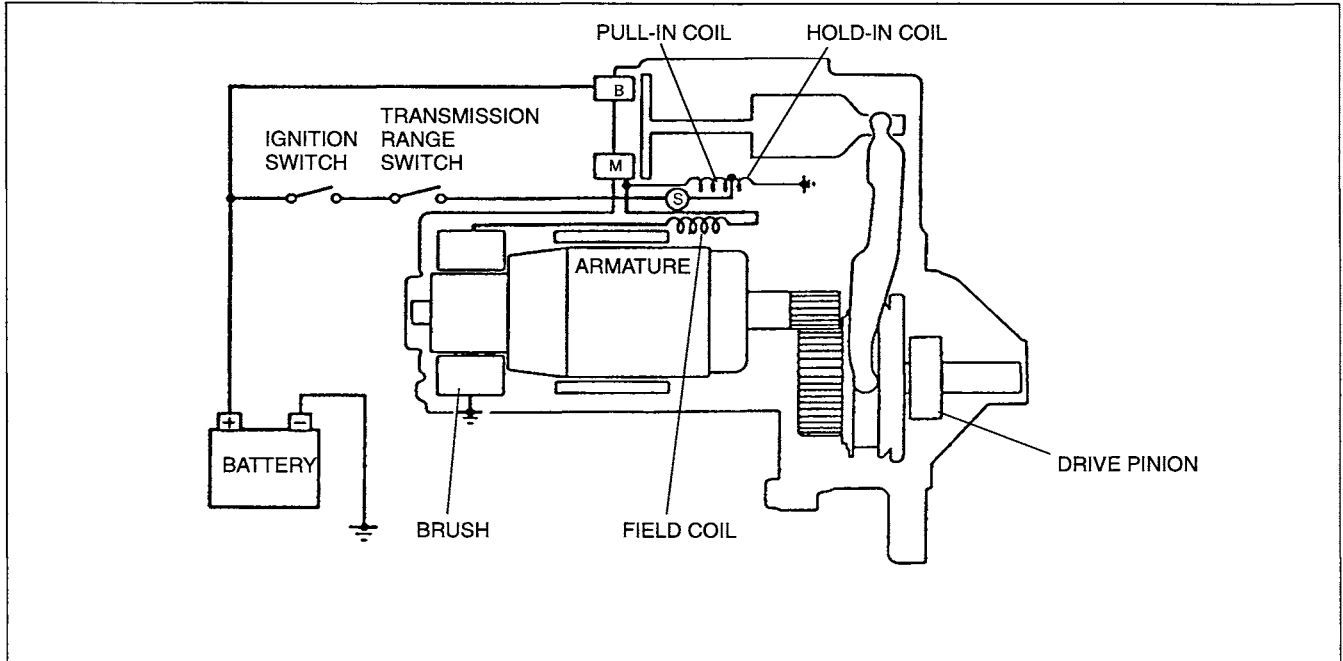 PULL-IN COIL
HOLD-IN COIL
B
TRANSMISSION
RANGE
SWITCH
IGNITION
SWITCH
M
S
ARMATURE
+
−
BATTERY
DRIVE PINION
BRUSH
FIELD COIL